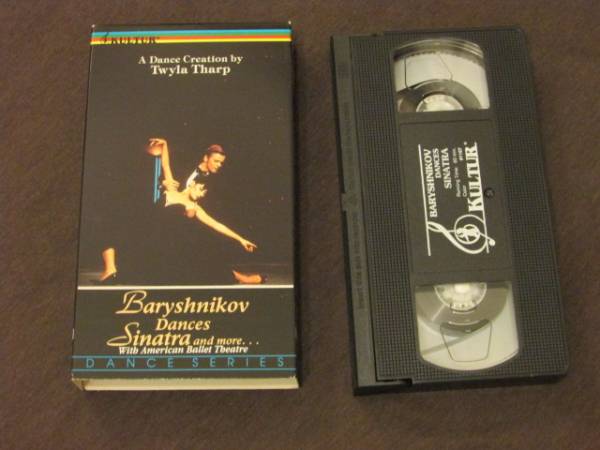 KULTUR
A Dance Creation by
Twyla Tharp
Baryshnikov
Dances
Sinatra and more...
With American Ballet Theatre
DANCE SERIES
BARYSHNIKOV
DANCES
SINATRA
KULTUR